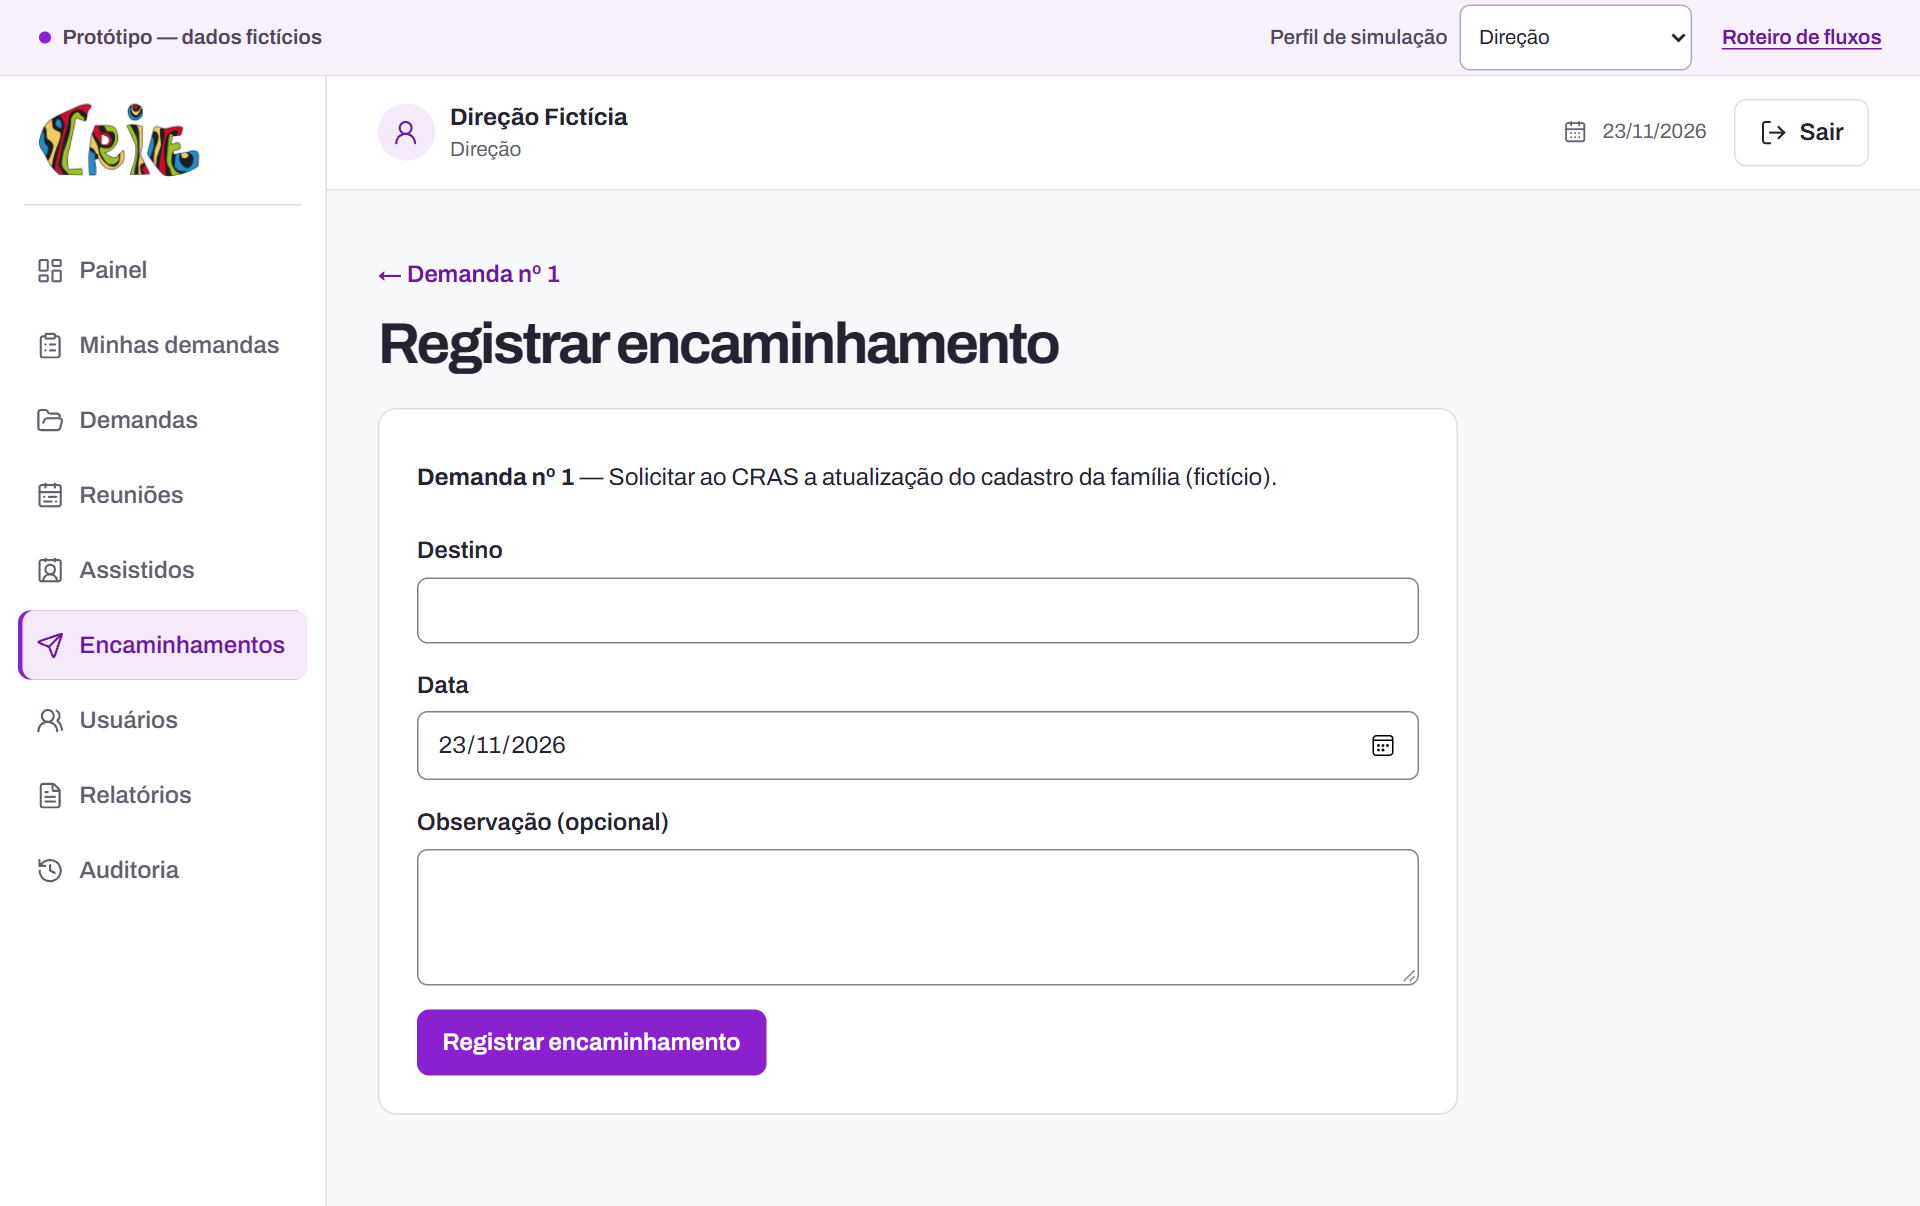 Protótipo — dados fictícios
Perfil de simulação
Direção
Roteiro de fluxos
CRIE
Direção Fictícia
Direção
23/11/2026
Sair
Painel
Minhas demandas
Demandas
Reuniões
Assistidos
Encaminhamentos
Usuários
Relatórios
Auditoria
← Demanda nº 1
Registrar encaminhamento
Demanda nº 1 — Solicitar ao CRAS a atualização do cadastro da família (fictício).
Destino
Data
23/11/2026
Observação (opcional)
Registrar encaminhamento